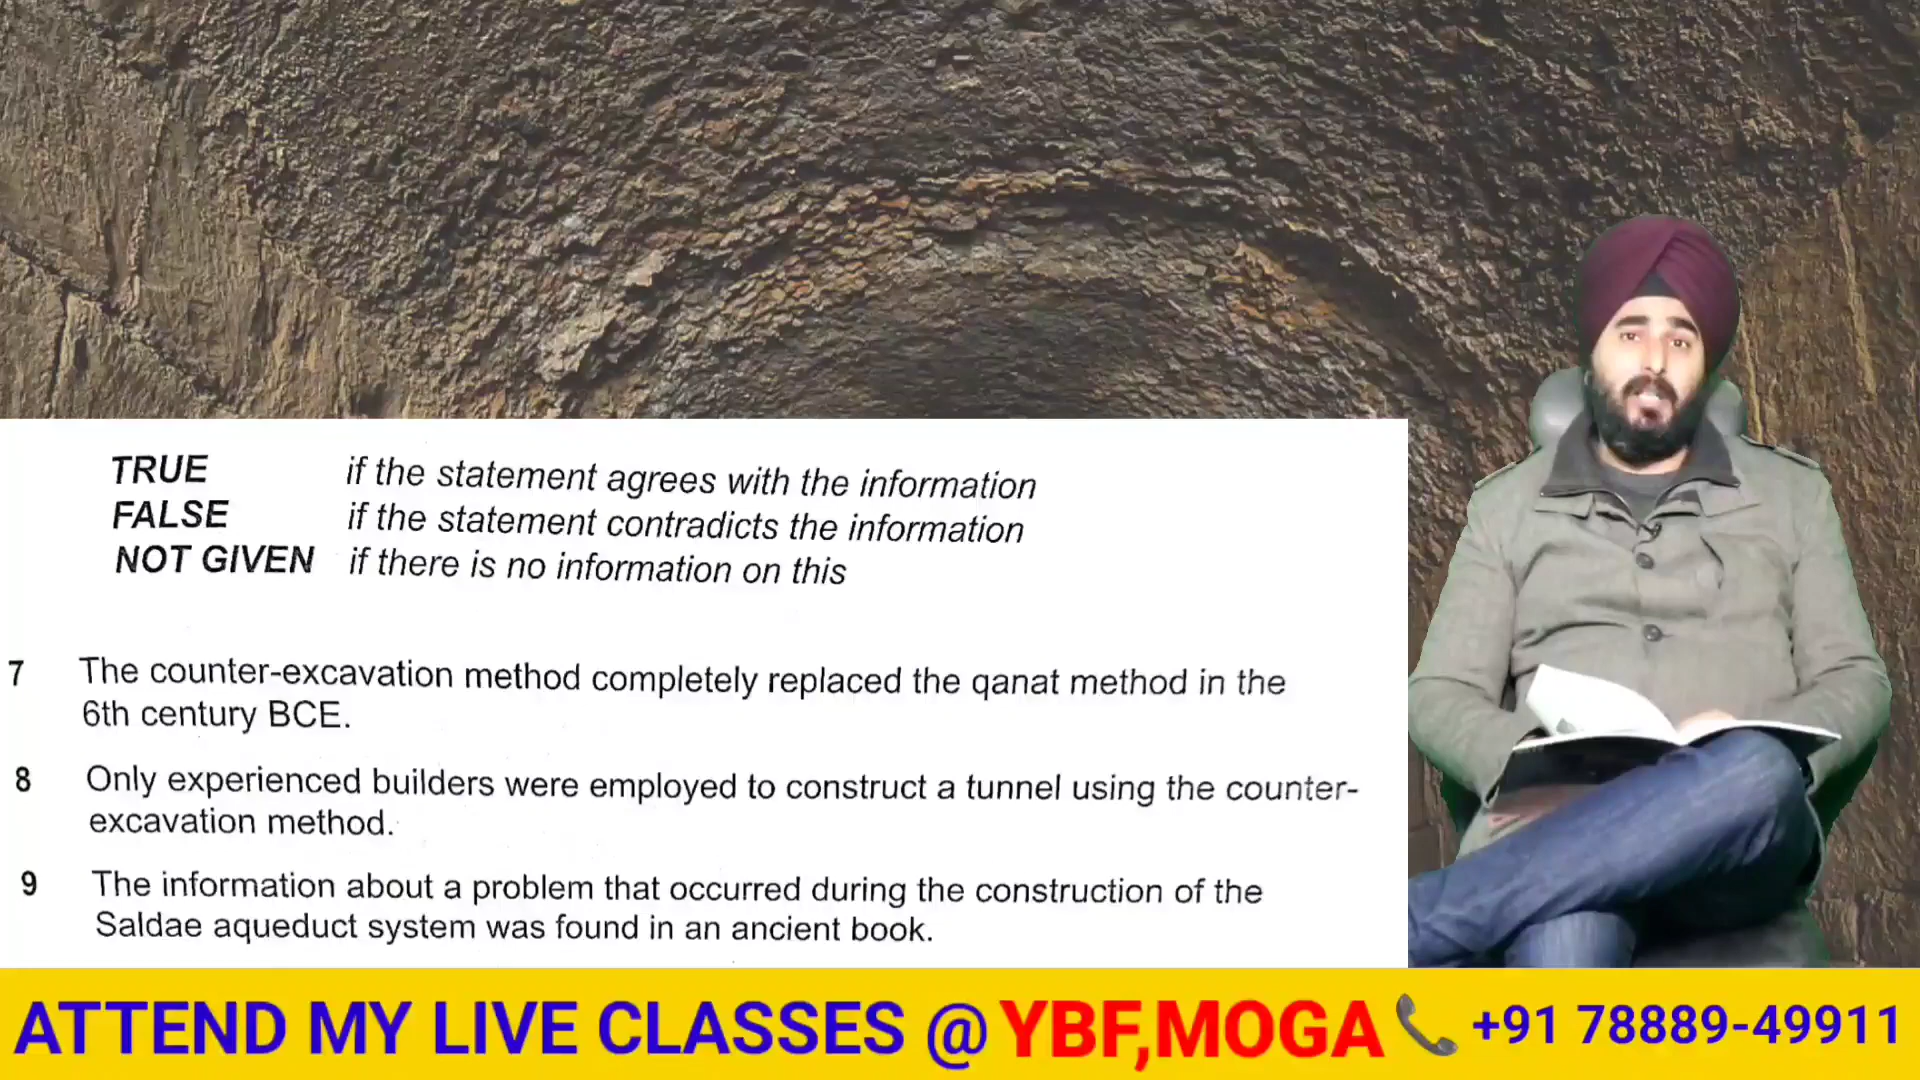 TRUE if the statement agrees with the information
FALSE if the statement contradicts the information
NOT GIVEN if there is no information on this
7 The counter-excavation method completely replaced the qanat method in the
6th century BCE.
8 Only experienced builders were employed to construct a tunnel using the counter-
excavation method.
9 The information about a problem that occurred during the construction of the
Saldae aqueduct system was found in an ancient book.
ATTEND MY LIVE CLASSES @ YBF,MOGA +91 78889-49911